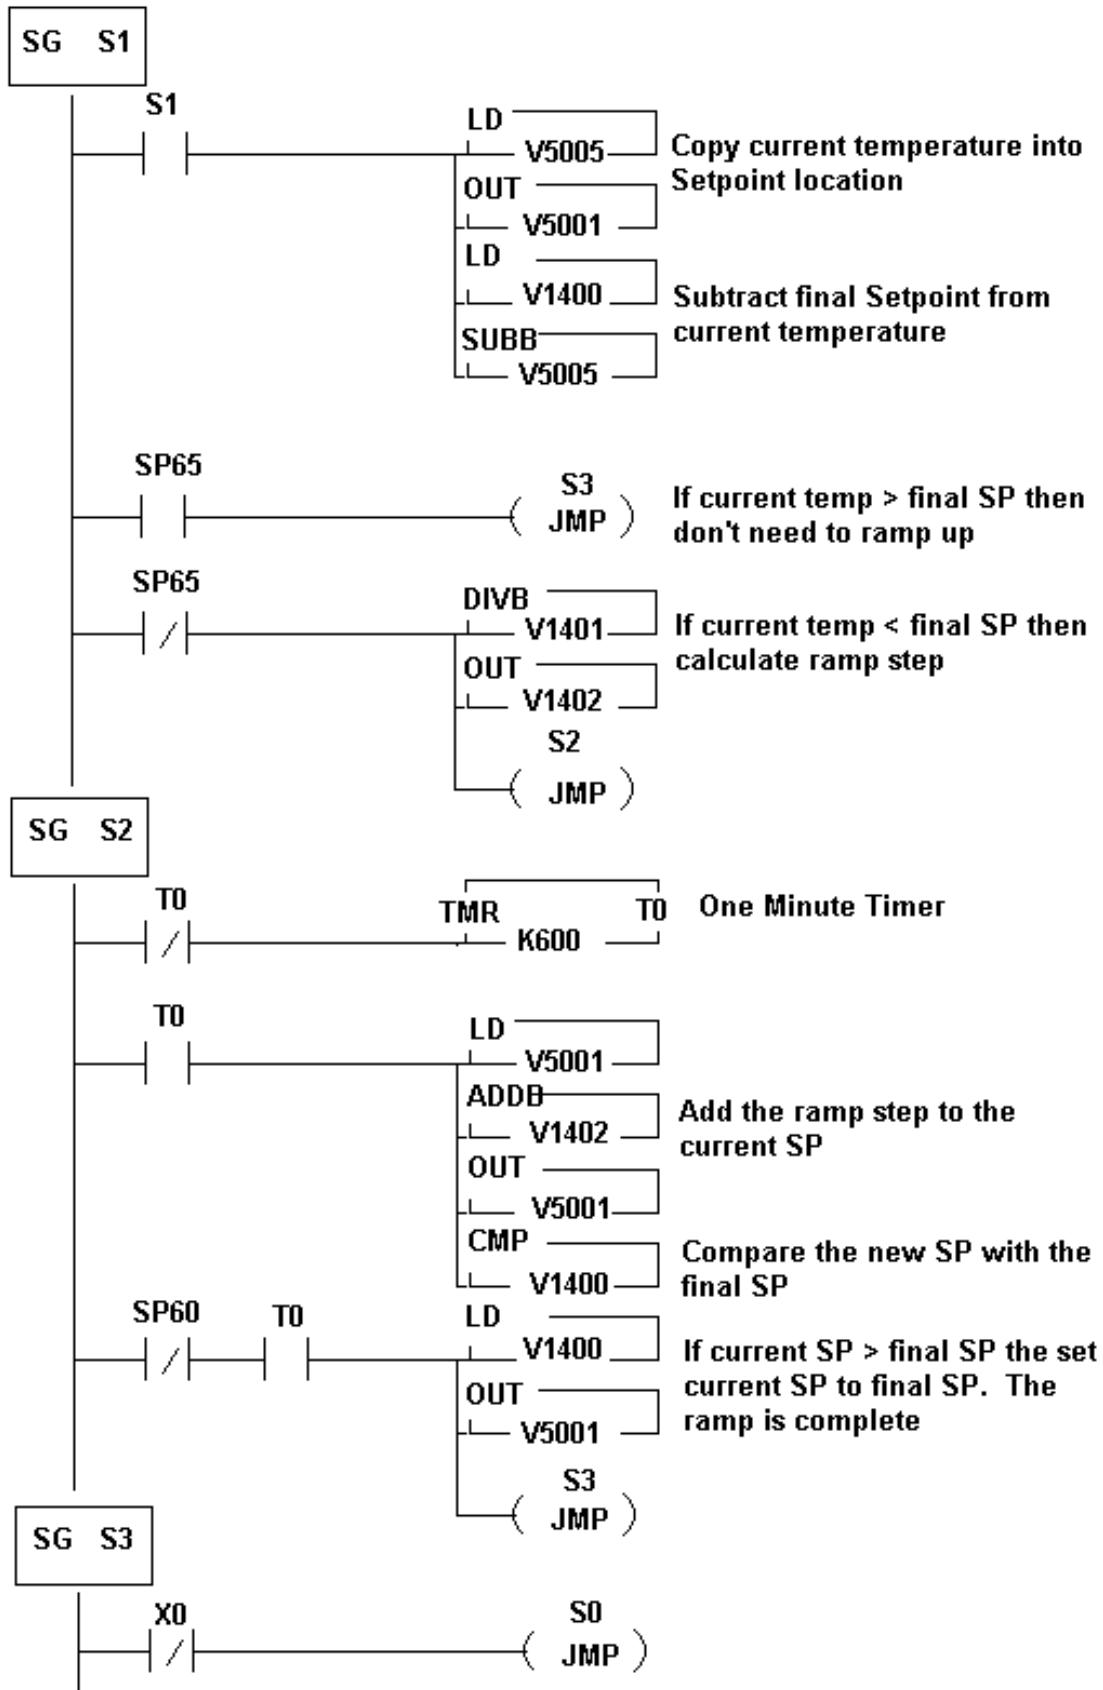 SG S1
S1
LD
V5005
Copy current temperature into
Setpoint location
OUT
V5001
LD
V1400
Subtract final Setpoint from
current temperature
SUBB
V5005
SP65
S3
JMP
If current temp > final SP then
don't need to ramp up
SP65
DIVB
V1401
If current temp < final SP then
calculate ramp step
OUT
V1402
S2
JMP
SG S2
T0
TMR T0
K600
One Minute Timer
T0
LD
V5001
ADDB
V1402
Add the ramp step to the
current SP
OUT
V5001
CMP
V1400
Compare the new SP with the
final SP
SP60 T0
LD
V1400
If current SP > final SP the set
current SP to final SP. The
ramp is complete
OUT
V5001
S3
JMP
SG S3
X0
S0
JMP